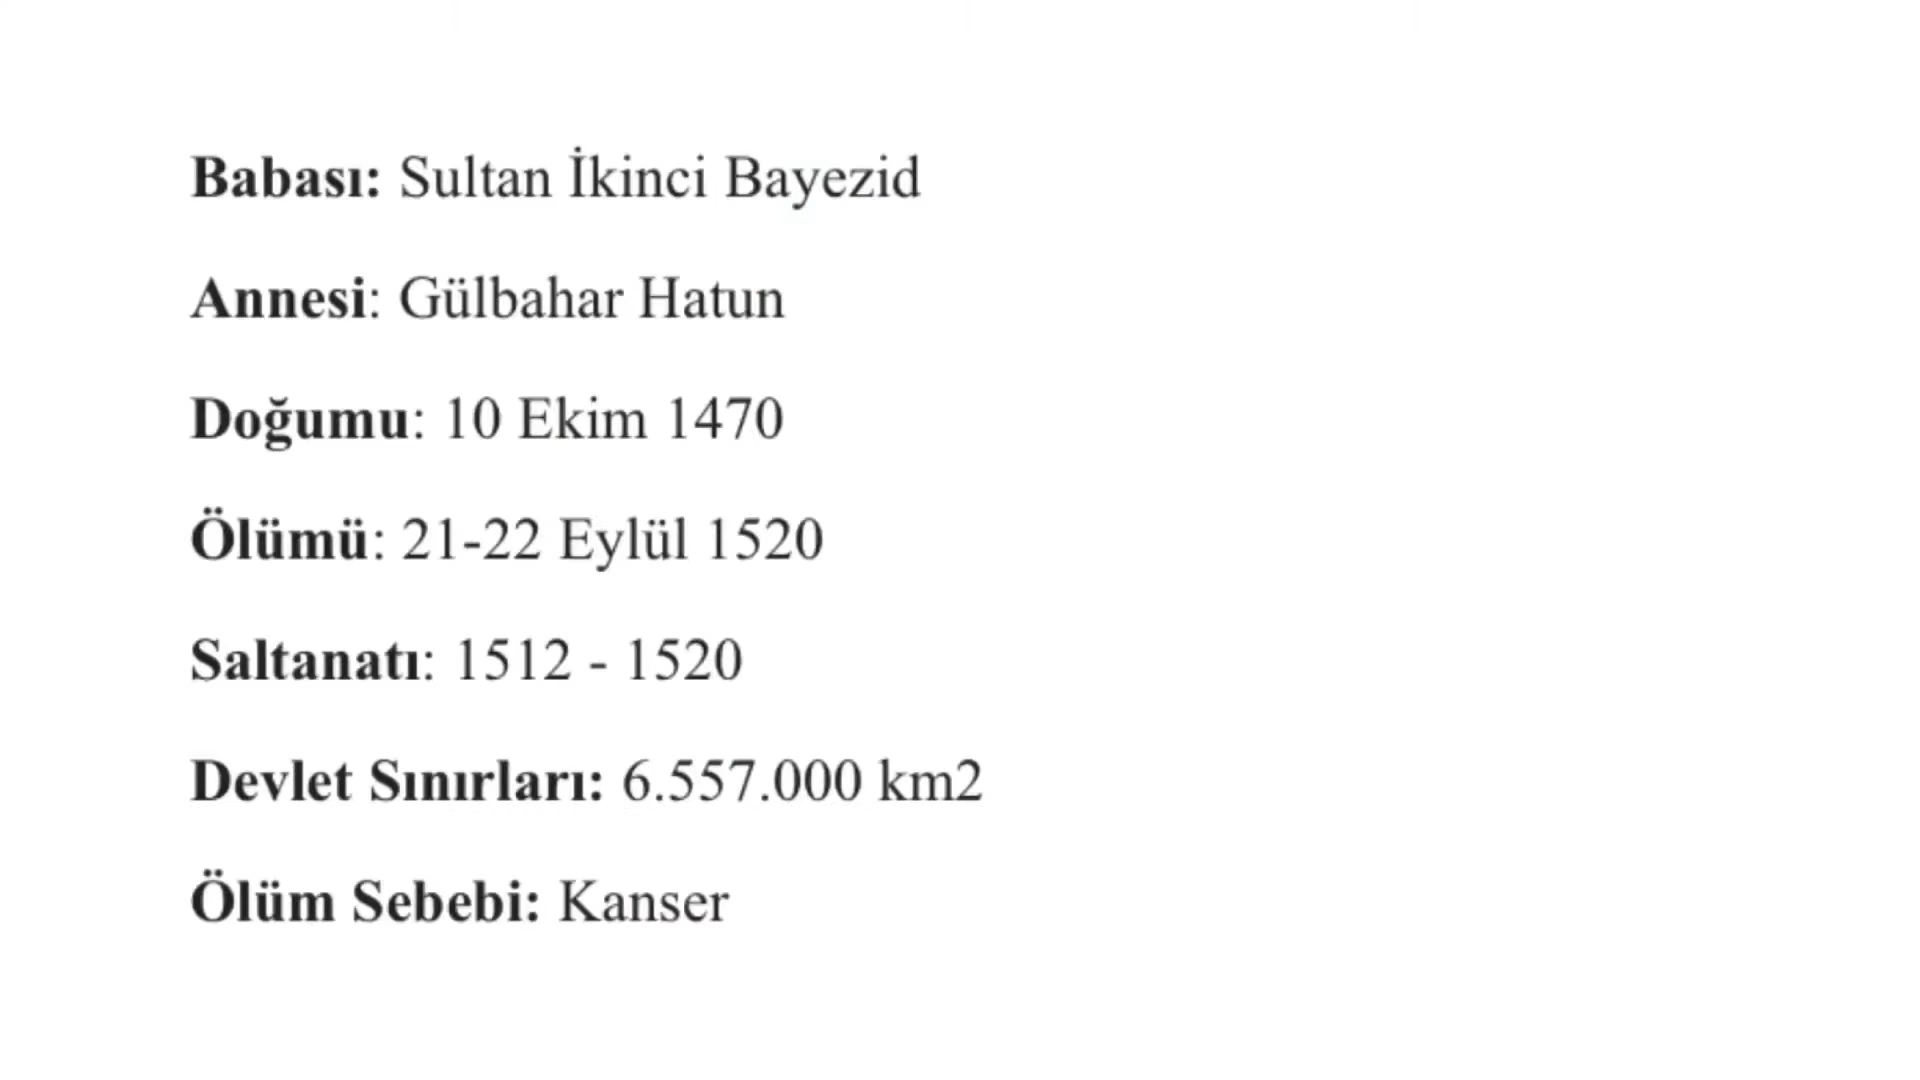 Babası: Sultan İkinci Bayezid
Annesi: Gülbahar Hatun
Doğumu: 10 Ekim 1470
Ölümü: 21-22 Eylül 1520
Saltanatı: 1512 - 1520
Devlet Sınırları: 6.557.000 km2
Ölüm Sebebi: Kanser